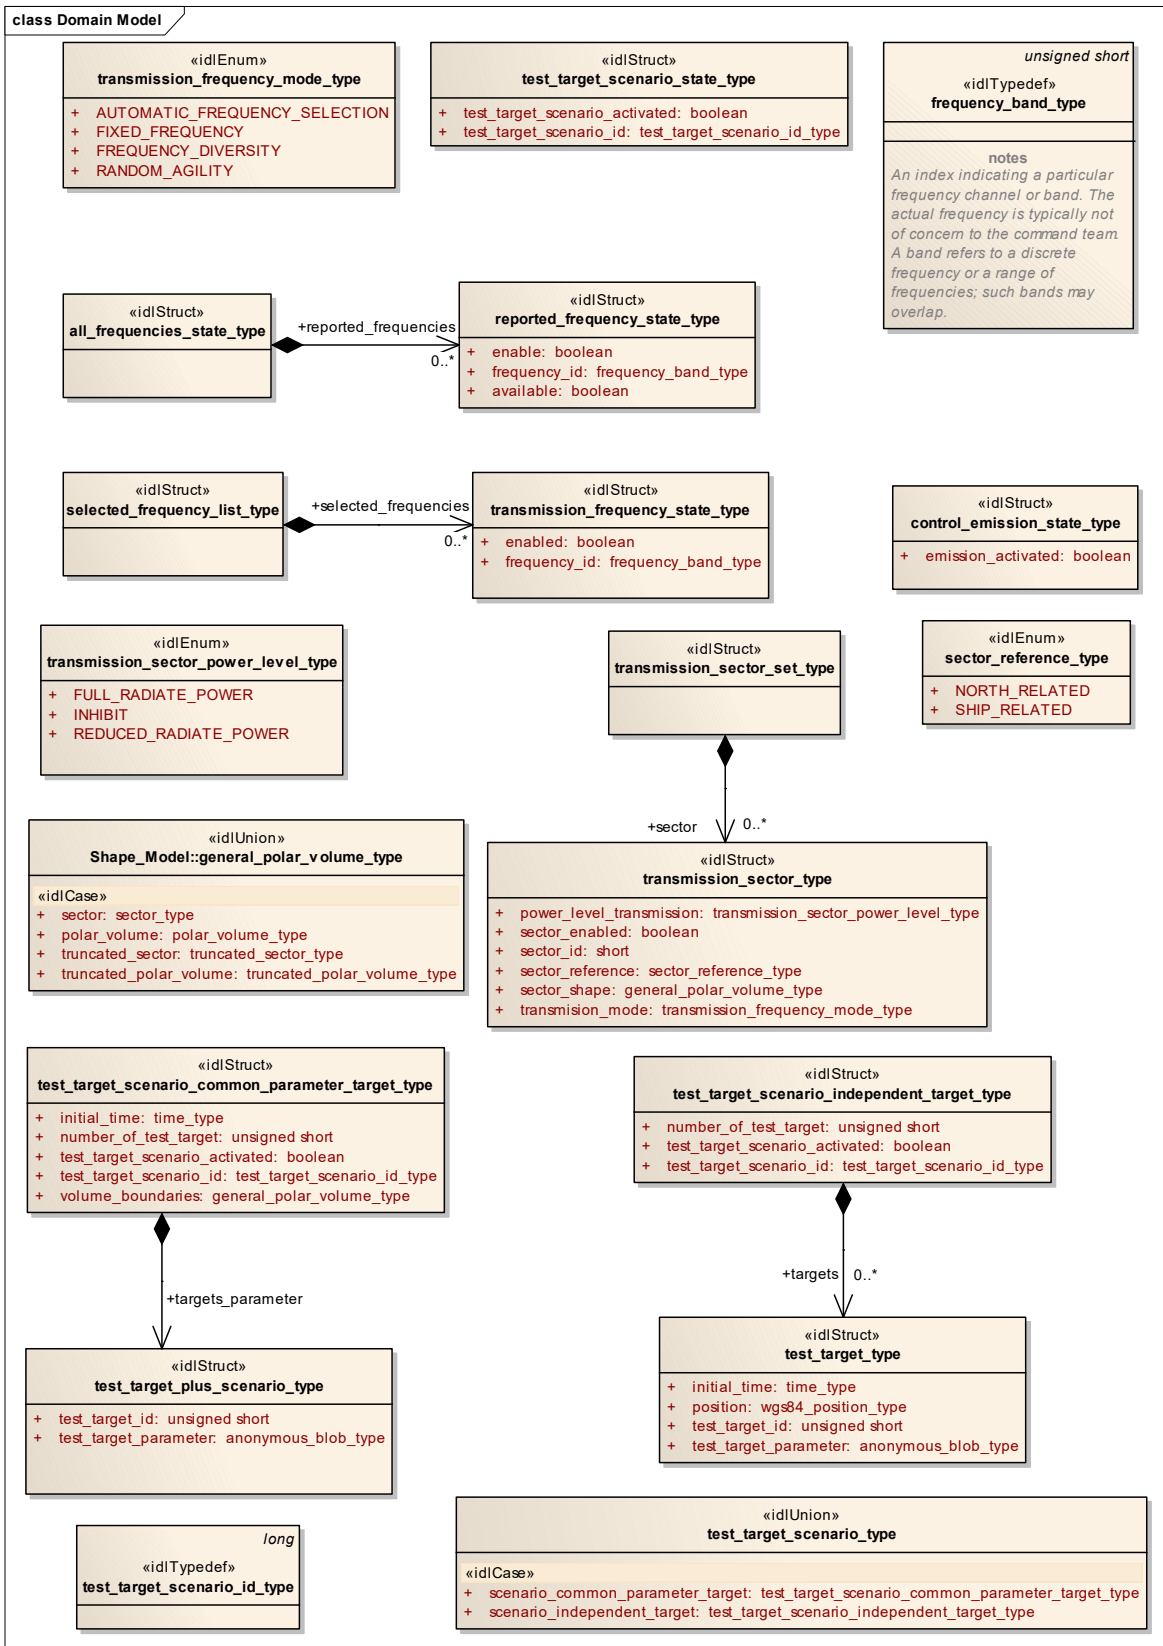 class Domain Model
«idlEnum»
transmission_frequency_mode_type
+ AUTOMATIC_FREQUENCY_SELECTION
+ FIXED_FREQUENCY
+ FREQUENCY_DIVERSITY
+ RANDOM_AGILITY
«idlStruct»
test_target_scenario_state_type
+ test_target_scenario_activated: boolean
+ test_target_scenario_id: test_target_scenario_id_type
unsigned short
«idlTypedef»
frequency_band_type
notes
An index indicating a particular
frequency channel or band. The
actual frequency is typically not
of concern to the command team.
A band refers to a discrete
frequency or a range of
frequencies; such bands may
overlap.
«idlStruct»
all_frequencies_state_type
+reported_frequencies
0..*
«idlStruct»
reported_frequency_state_type
+ enable: boolean
+ frequency_id: frequency_band_type
+ available: boolean
«idlStruct»
selected_frequency_list_type
+selected_frequencies
0..*
«idlStruct»
transmission_frequency_state_type
+ enabled: boolean
+ frequency_id: frequency_band_type
«idlStruct»
control_emission_state_type
+ emission_activated: boolean
«idlEnum»
transmission_sector_power_level_type
+ FULL_RADIATE_POWER
+ INHIBIT
+ REDUCED_RADIATE_POWER
«idlStruct»
transmission_sector_set_type
«idlEnum»
sector_reference_type
+ NORTH_RELATED
+ SHIP_RELATED
+sector
0..*
«idlUnion»
Shape_Model::general_polar_volume_type
«idlCase»
+ sector: sector_type
+ polar_volume: polar_volume_type
+ truncated_sector: truncated_sector_type
+ truncated_polar_volume: truncated_polar_volume_type
«idlStruct»
transmission_sector_type
+ power_level_transmission: transmission_sector_power_level_type
+ sector_enabled: boolean
+ sector_id: short
+ sector_reference: sector_reference_type
+ sector_shape: general_polar_volume_type
+ transmision_mode: transmission_frequency_mode_type
«idlStruct»
test_target_scenario_common_parameter_target_type
+ initial_time: time_type
+ number_of_test_target: unsigned short
+ test_target_scenario_activated: boolean
+ test_target_scenario_id: test_target_scenario_id_type
+ volume_boundaries: general_polar_volume_type
«idlStruct»
test_target_scenario_independent_target_type
+ number_of_test_target: unsigned short
+ test_target_scenario_activated: boolean
+ test_target_scenario_id: test_target_scenario_id_type
+targets_parameter
+targets
0..*
«idlStruct»
test_target_plus_scenario_type
+ test_target_id: unsigned short
+ test_target_parameter: anonymous_blob_type
«idlStruct»
test_target_type
+ initial_time: time_type
+ position: wgs84_position_type
+ test_target_id: unsigned short
+ test_target_parameter: anonymous_blob_type
long
«idlTypedef»
test_target_scenario_id_type
«idlUnion»
test_target_scenario_type
«idlCase»
+ scenario_common_parameter_target: test_target_scenario_common_parameter_target_type
+ scenario_independent_target: test_target_scenario_independent_target_type